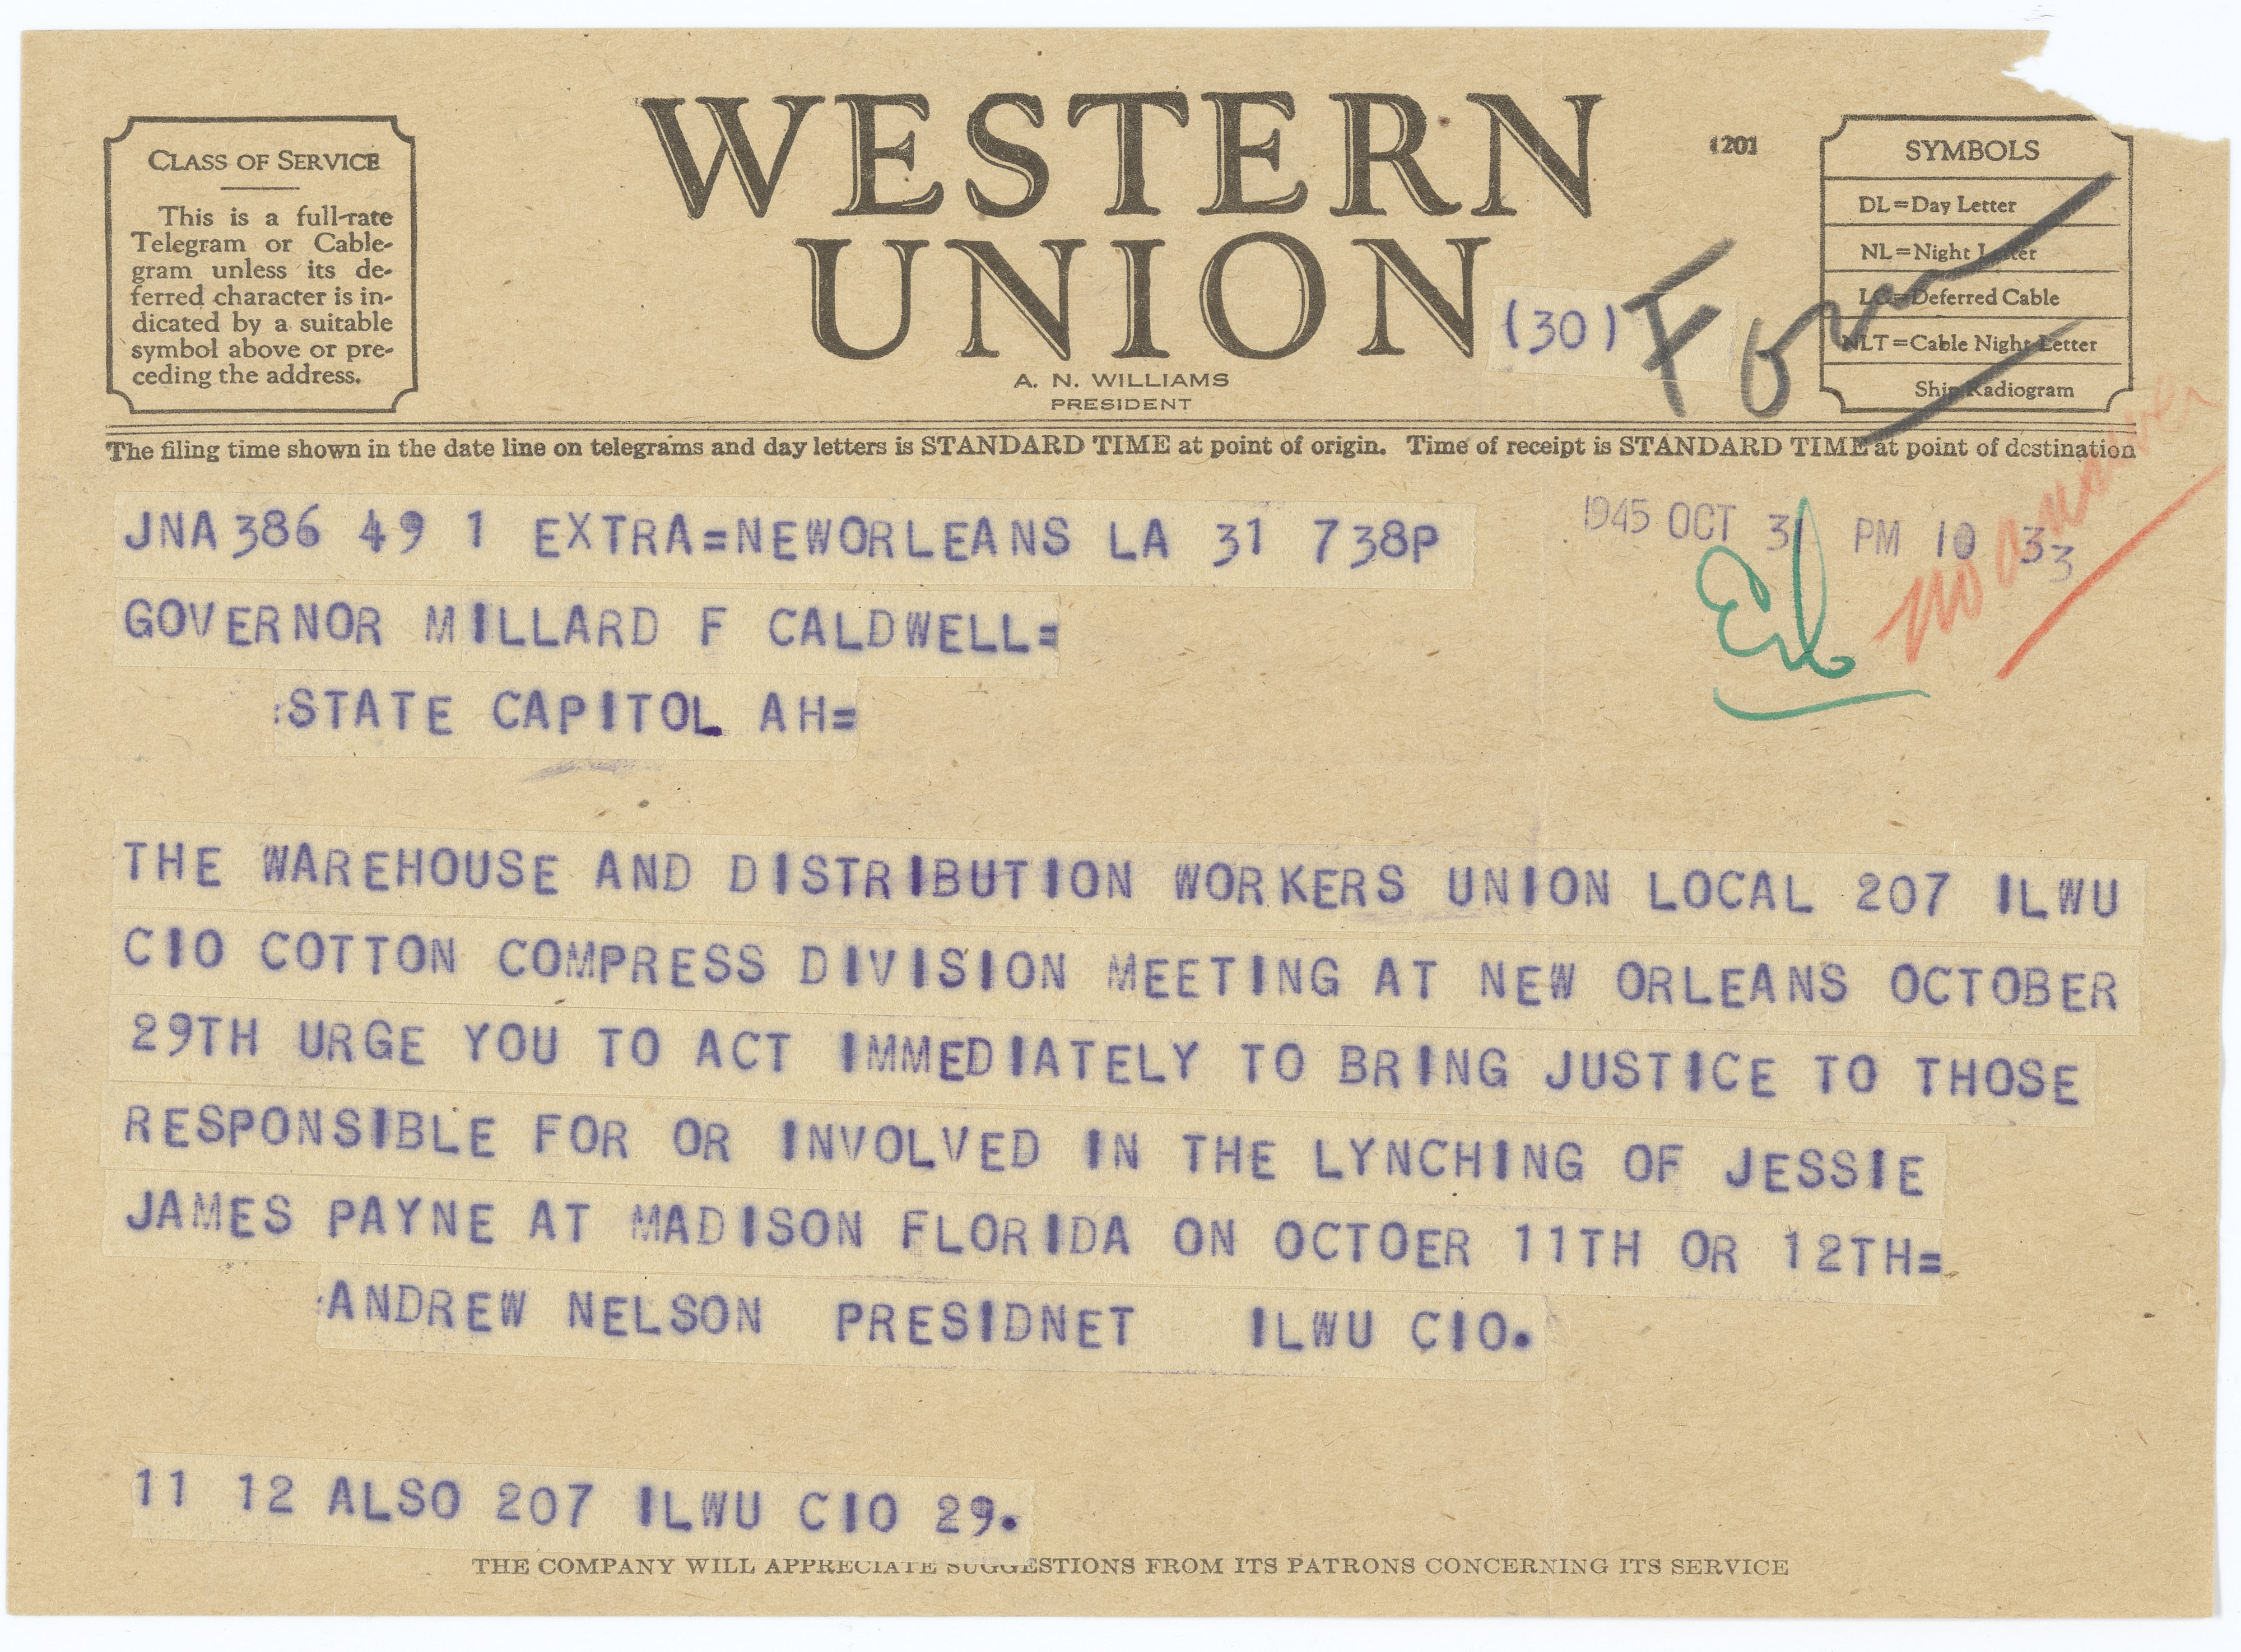 WESTERN
UNION
A. N. WILLIAMS
PRESIDENT
1201
(30)
CLASS OF SERVICE
This is a full-rate
Telegram or Cable-
gram unless its de-
ferred character is in-
dicated by a suitable
symbol above or pre-
ceding the address.
SYMBOLS
DL=Day Letter
NL=Night Letter
LC=Deferred Cable
NLT=Cable Night Letter
Ship Radiogram
The filing time shown in the date line on telegrams and day letters is STANDARD TIME at point of origin. Time of receipt is STANDARD TIME at point of destination
JNA386 49 1 EXTRA=NEWORLEANS LA 31 738P
1945 OCT 31 PM 10 33
no answer
GOVERNOR MILLARD F CALDWELL=
:STATE CAPITOL AH=
THE WAREHOUSE AND DISTRIBUTION WORKERS UNION LOCAL 207 ILWU
CIO COTTON COMPRESS DIVISION MEETING AT NEW ORLEANS OCTOBER
29TH URGE YOU TO ACT IMMEDIATELY TO BRING JUSTICE TO THOSE
RESPONSIBLE FOR OR INVOLVED IN THE LYNCHING OF JESSIE
JAMES PAYNE AT MADISON FLORIDA ON OCTOER 11TH OR 12TH=
:ANDREW NELSON PRESIDNET ILWU CIO.
11 12 ALSO 207 ILWU CIO 29.
THE COMPANY WILL APPRECIATE SUGGESTIONS FROM ITS PATRONS CONCERNING ITS SERVICE